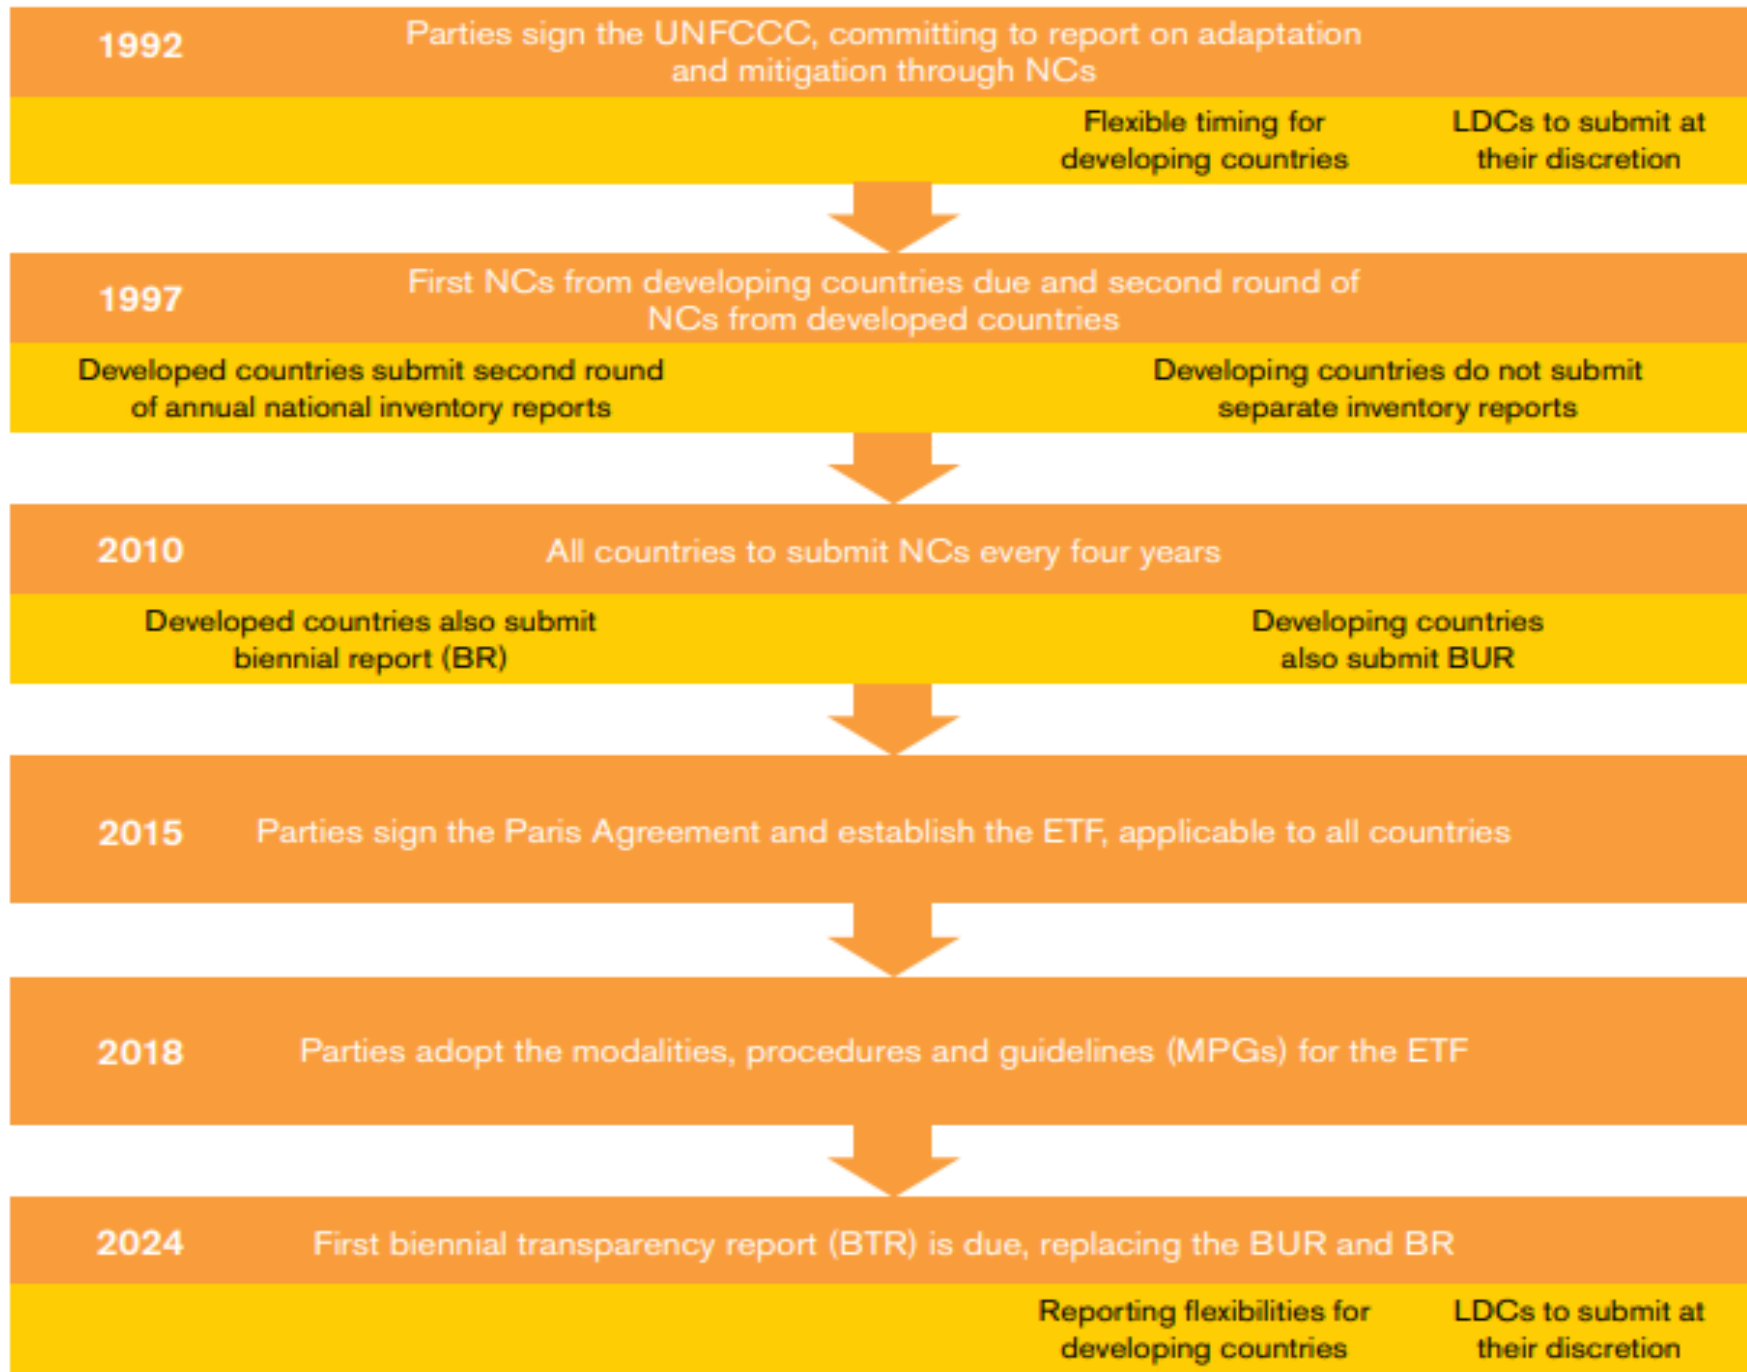 1992
Parties sign the UNFCCC, committing to report on adaptation
and mitigation through NCs
Flexible timing for
developing countries
LDCs to submit at
their discretion
1997
First NCs from developing countries due and second round of
NCs from developed countries
Developed countries submit second round
of annual national inventory reports
Developing countries do not submit
separate inventory reports
2010
All countries to submit NCs every four years
Developed countries also submit
biennial report (BR)
Developing countries
also submit BUR
2015
Parties sign the Paris Agreement and establish the ETF, applicable to all countries
2018
Parties adopt the modalities, procedures and guidelines (MPGs) for the ETF
2024
First biennial transparency report (BTR) is due, replacing the BUR and BR
Reporting flexibilities for
developing countries
LDCs to submit at
their discretion